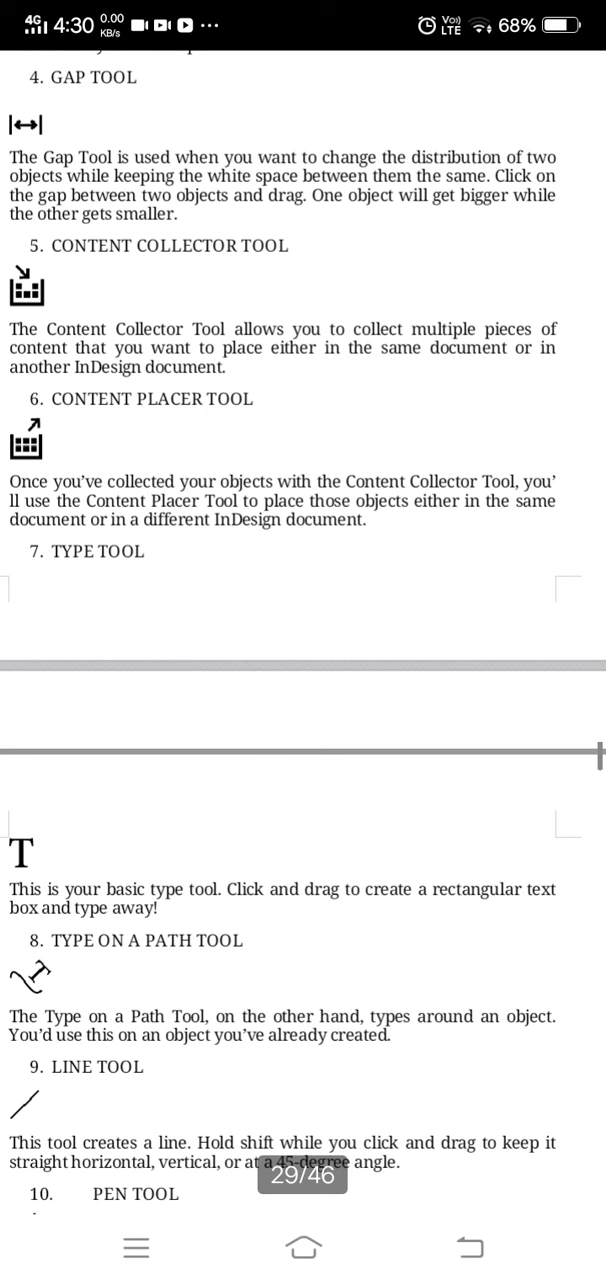 4G 4:30 0.00 KB/s ... Vo)) LTE 68%
4. GAP TOOL
The Gap Tool is used when you want to change the distribution of two
objects while keeping the white space between them the same. Click on
the gap between two objects and drag. One object will get bigger while
the other gets smaller.
5. CONTENT COLLECTOR TOOL
The Content Collector Tool allows you to collect multiple pieces of
content that you want to place either in the same document or in
another InDesign document.
6. CONTENT PLACER TOOL
Once you’ve collected your objects with the Content Collector Tool, you’
ll use the Content Placer Tool to place those objects either in the same
document or in a different InDesign document.
7. TYPE TOOL
T
This is your basic type tool. Click and drag to create a rectangular text
box and type away!
8. TYPE ON A PATH TOOL
The Type on a Path Tool, on the other hand, types around an object.
You’d use this on an object you’ve already created.
9. LINE TOOL
This tool creates a line. Hold shift while you click and drag to keep it
straight horizontal, vertical, or at a 45-degree angle.
29/46
10. PEN TOOL